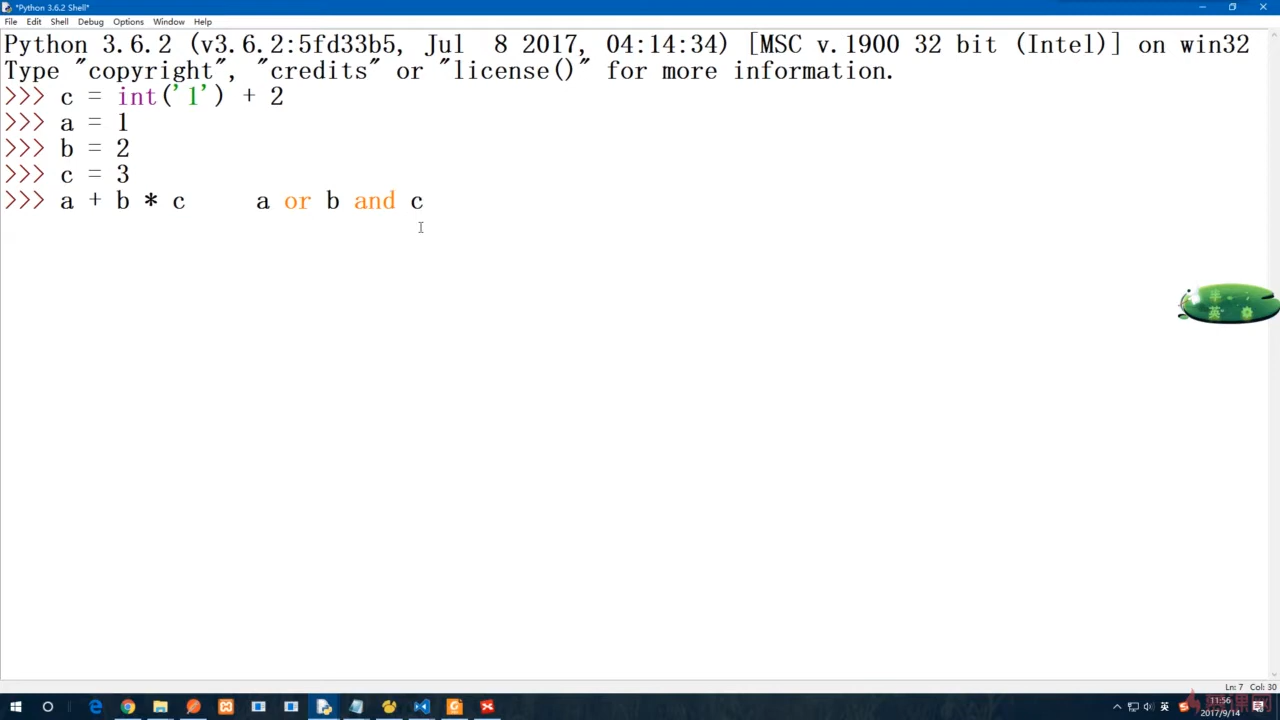 *Python 3.6.2 Shell*
File Edit Shell Debug Options Window Help
Python 3.6.2 (v3.6.2:5fd33b5, Jul  8 2017, 04:14:34) [MSC v.1900 32 bit (Intel)] on win32
Type "copyright", "credits" or "license()" for more information.
>>> c = int('1') + 2
>>> a = 1
>>> b = 2
>>> c = 3
>>> a + b * c     a or b and c
半
英
Ln: 7 Col: 30
英
11:56
2017/9/14